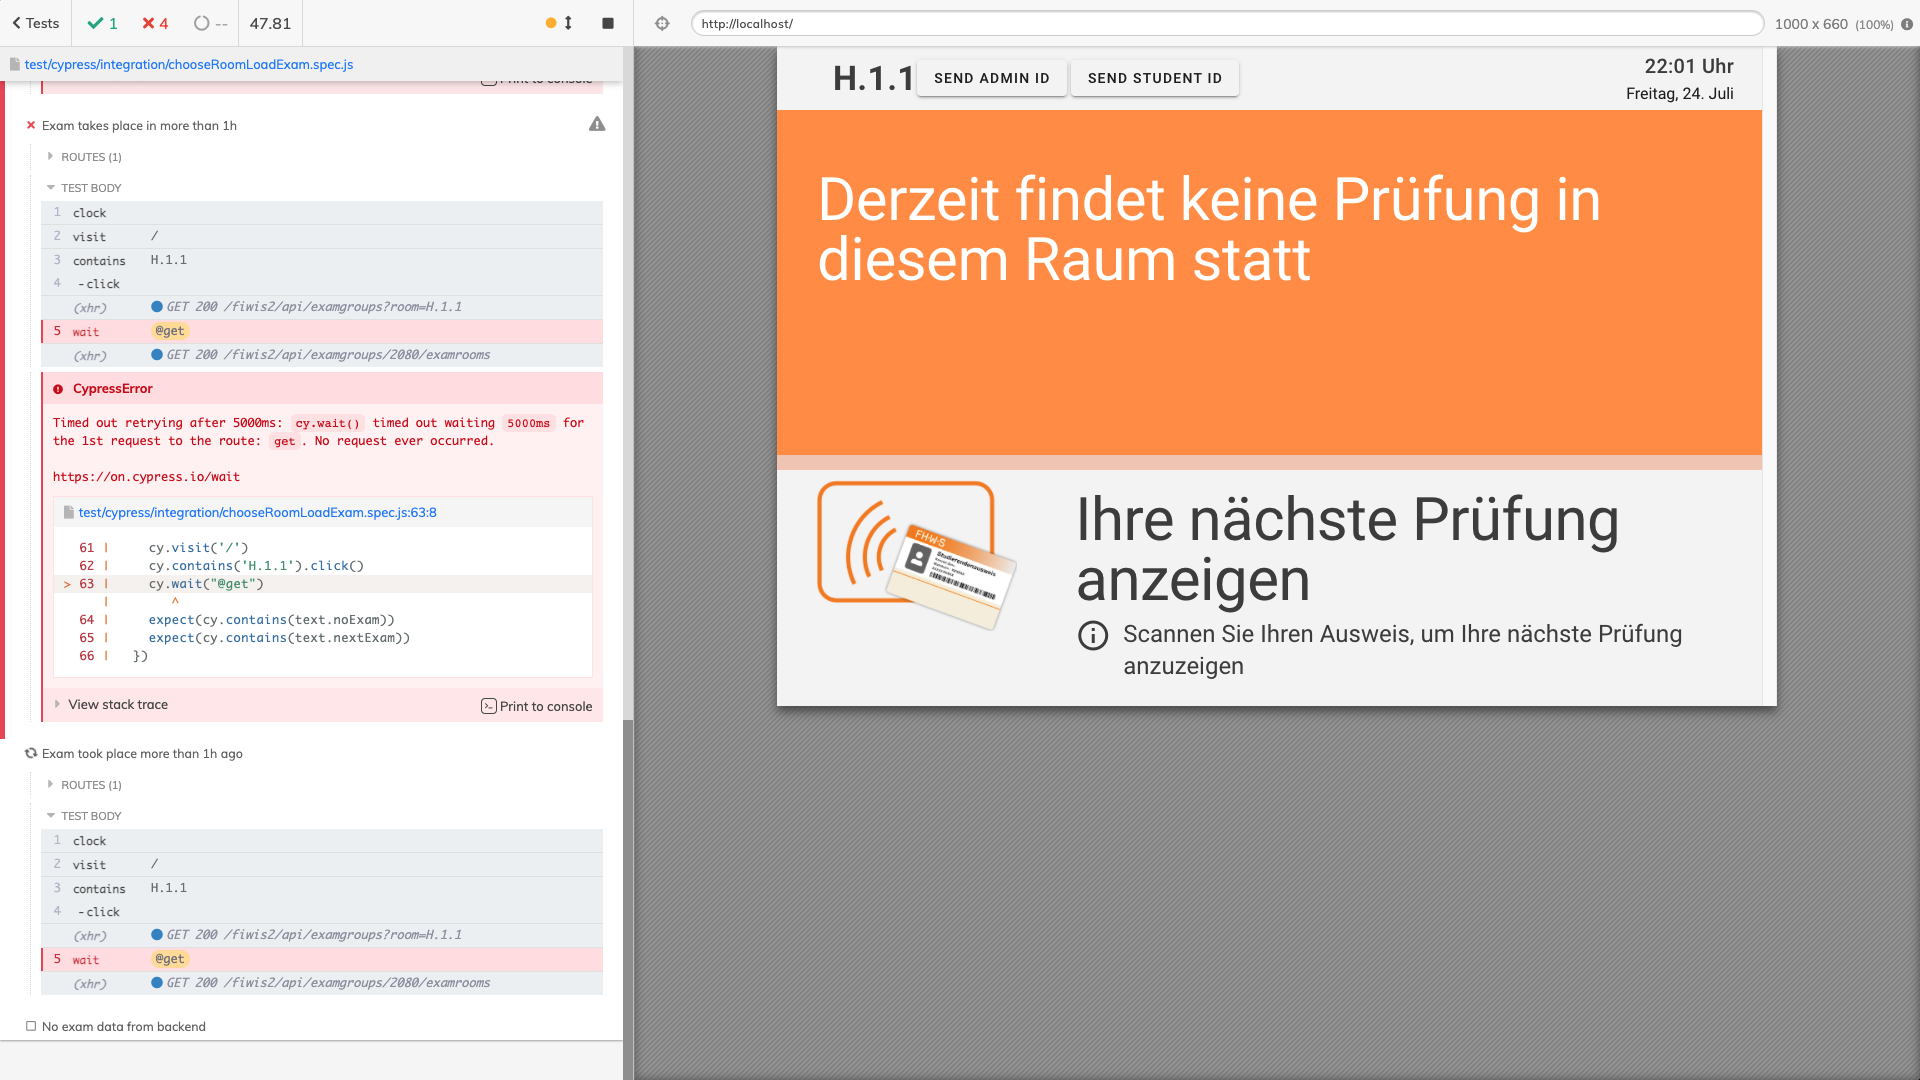 Tests
1
4
--
47.81
http://localhost/
1000 x 660 (100%)
test/cypress/integration/chooseRoomLoadExam.spec.js
Print to console
Exam takes place in more than 1h
ROUTES (1)
TEST BODY
1 clock
2 visit /
3 contains H.1.1
4 -click
(xhr) GET 200 /fiwis2/api/examgroups?room=H.1.1
5 wait @get
(xhr) GET 200 /fiwis2/api/examgroups/2080/examrooms
CypressError
Timed out retrying after 5000ms: cy.wait() timed out waiting 5000ms for
the 1st request to the route: get. No request ever occurred.
https://on.cypress.io/wait
test/cypress/integration/chooseRoomLoadExam.spec.js:63:8
61 | cy.visit('/')
62 | cy.contains('H.1.1').click()
> 63 | cy.wait("@get")
| ^
64 | expect(cy.contains(text.noExam))
65 | expect(cy.contains(text.nextExam))
66 | })
View stack trace
Print to console
Exam took place more than 1h ago
ROUTES (1)
TEST BODY
1 clock
2 visit /
3 contains H.1.1
4 -click
(xhr) GET 200 /fiwis2/api/examgroups?room=H.1.1
5 wait @get
(xhr) GET 200 /fiwis2/api/examgroups/2080/examrooms
No exam data from backend
H.1.1
SEND ADMIN ID
SEND STUDENT ID
22:01 Uhr
Freitag, 24. Juli
Derzeit findet keine Prüfung in
diesem Raum statt
FH-W-S
Studierendenausweis
Ihre nächste Prüfung
anzeigen
Scannen Sie Ihren Ausweis, um Ihre nächste Prüfung
anzuzeigen